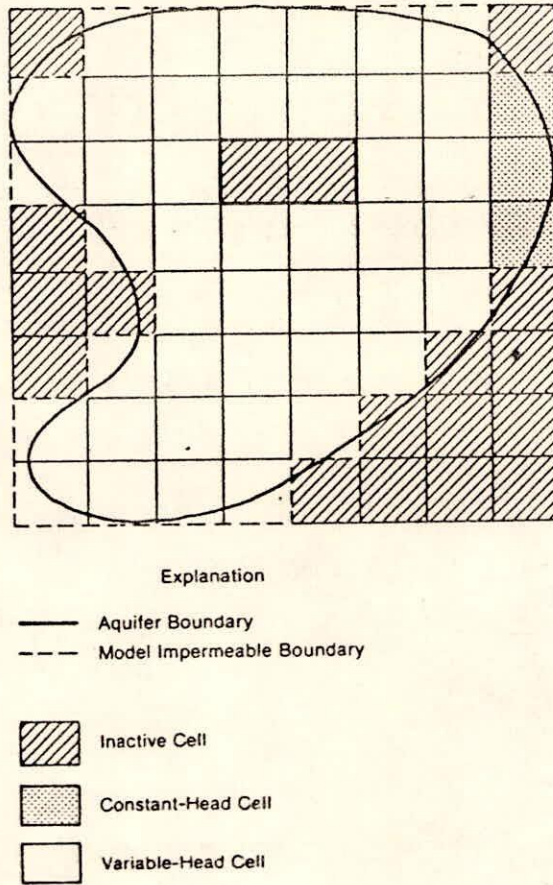 Explanation
Aquifer Boundary
Model Impermeable Boundary
Inactive Cell
Constant-Head Cell
Variable-Head Cell